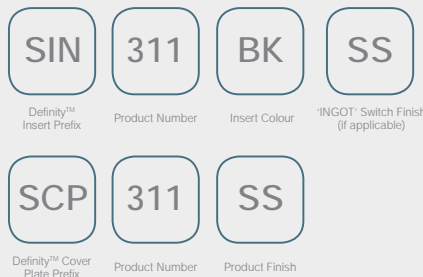 SIN 311 BK SS
Definity™ Insert Prefix
Product Number
Insert Colour
'INGOT' Switch Finish
(if applicable)
SCP 311 SS
Definity™ Cover
Plate Prefix
Product Number
Product Finish